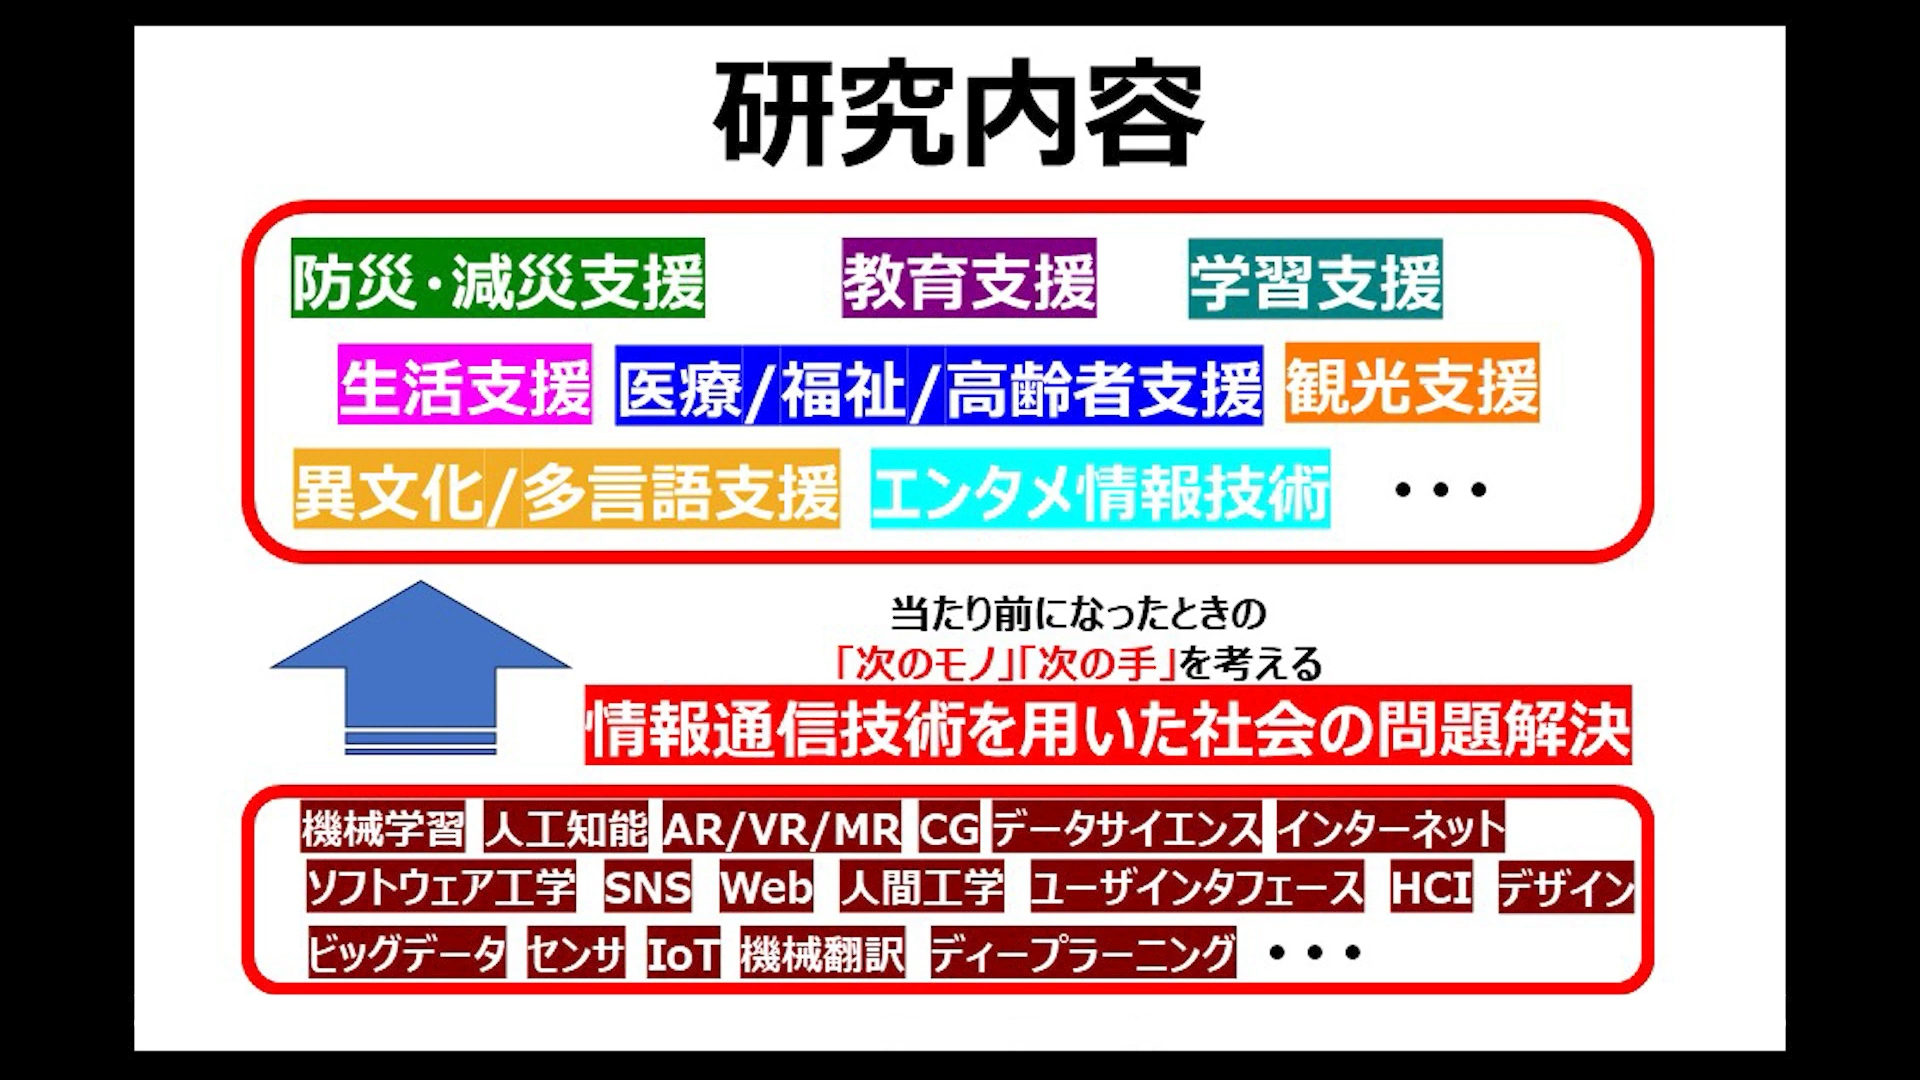 研究内容
防災・減災支援 教育支援 学習支援
生活支援 医療/福祉/高齢者支援 観光支援
異文化/多言語支援 エンタメ情報技術 ・・・
当たり前になったときの
「次のモノ」「次の手」を考える
情報通信技術を用いた社会の問題解決
機械学習 人工知能 AR/VR/MR CG データサイエンス インターネット
ソフトウェア工学 SNS Web 人間工学 ユーザインタフェース HCI デザイン
ビッグデータ センサ IoT 機械翻訳 ディープラーニング ・・・